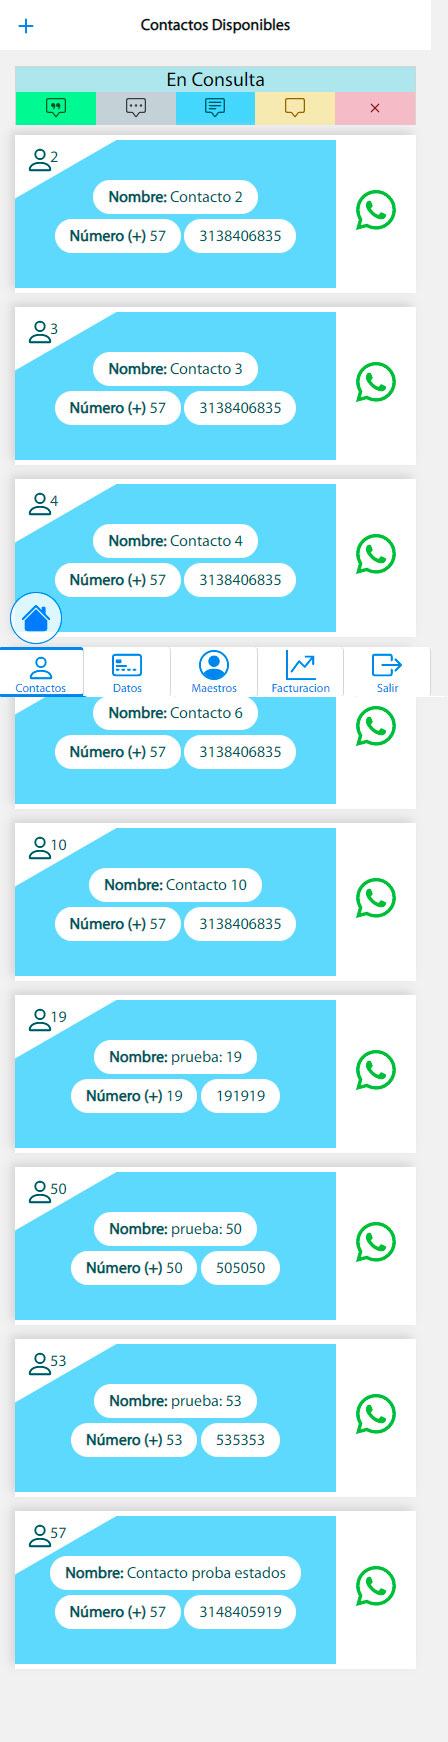 Contactos Disponibles
En Consulta
2
Nombre: Contacto 2
Número (+) 57 3138406835
3
Nombre: Contacto 3
Número (+) 57 3138406835
4
Nombre: Contacto 4
Número (+) 57 3138406835
Contactos Datos Maestros Facturacion Salir
Nombre: Contacto 6
Número (+) 57 3138406835
10
Nombre: Contacto 10
Número (+) 57 3138406835
19
Nombre: prueba: 19
Número (+) 19 191919
50
Nombre: prueba: 50
Número (+) 50 505050
53
Nombre: prueba: 53
Número (+) 53 535353
57
Nombre: Contacto proba estados
Número (+) 57 3148405919